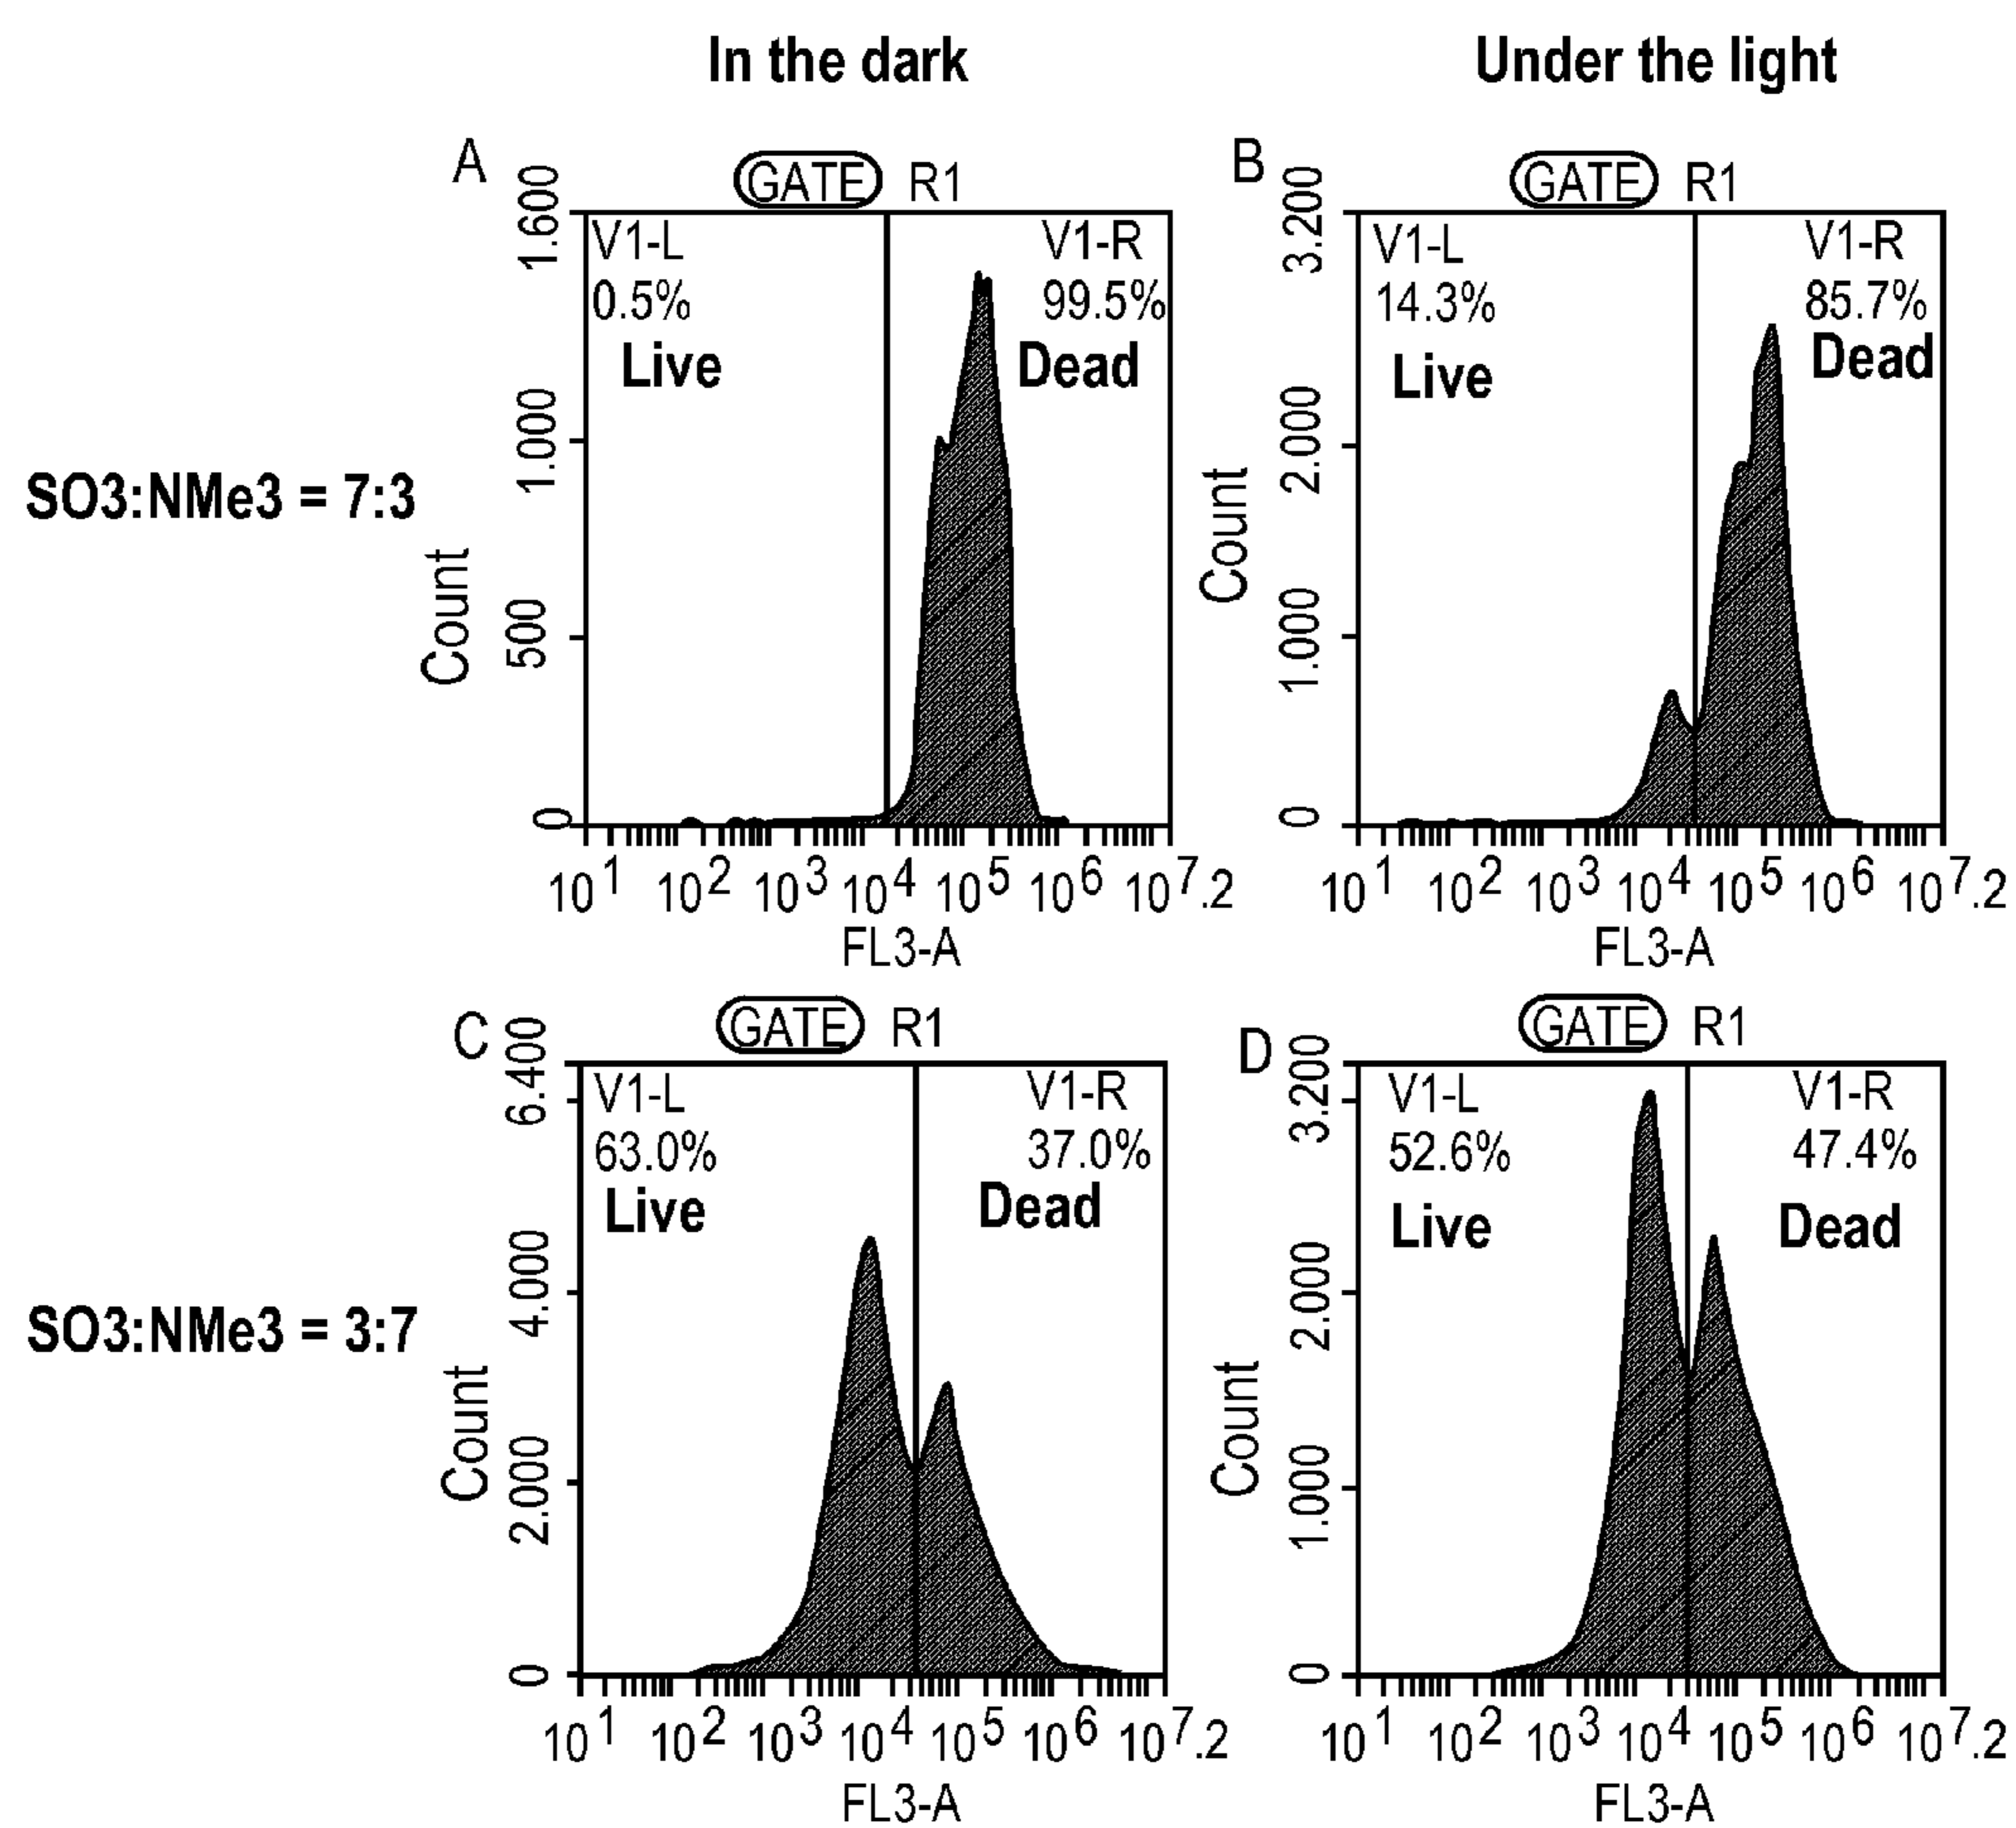 In the dark
Under the light
SO3:NMe3 = 7:3
A
GATE R1
V1-L
0.5%
Live
V1-R
99.5%
Dead
Count
1.600
1.000
500
0
10^1 10^2 10^3 10^4 10^5 10^6 10^7.2
FL3-A
B
GATE R1
V1-L
14.3%
Live
V1-R
85.7%
Dead
Count
3.200
2.000
1.000
0
10^1 10^2 10^3 10^4 10^5 10^6 10^7.2
FL3-A
SO3:NMe3 = 3:7
C
GATE R1
V1-L
63.0%
Live
V1-R
37.0%
Dead
Count
6.400
4.000
2.000
0
10^1 10^2 10^3 10^4 10^5 10^6 10^7.2
FL3-A
D
GATE R1
V1-L
52.6%
Live
V1-R
47.4%
Dead
Count
3.200
2.000
1.000
0
10^1 10^2 10^3 10^4 10^5 10^6 10^7.2
FL3-A